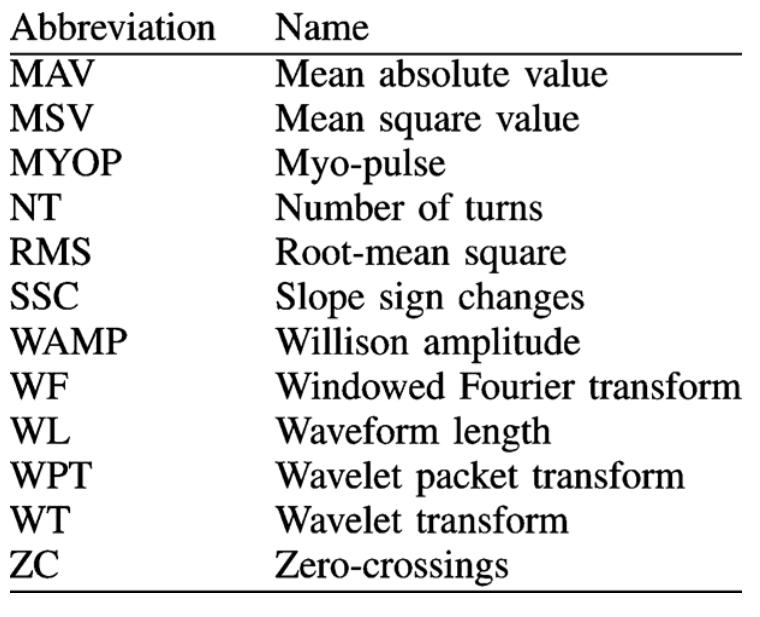 Abbreviation Name
MAV Mean absolute value
MSV Mean square value
MYOP Myo-pulse
NT Number of turns
RMS Root-mean square
SSC Slope sign changes
WAMP Willison amplitude
WF Windowed Fourier transform
WL Waveform length
WPT Wavelet packet transform
WT Wavelet transform
ZC Zero-crossings